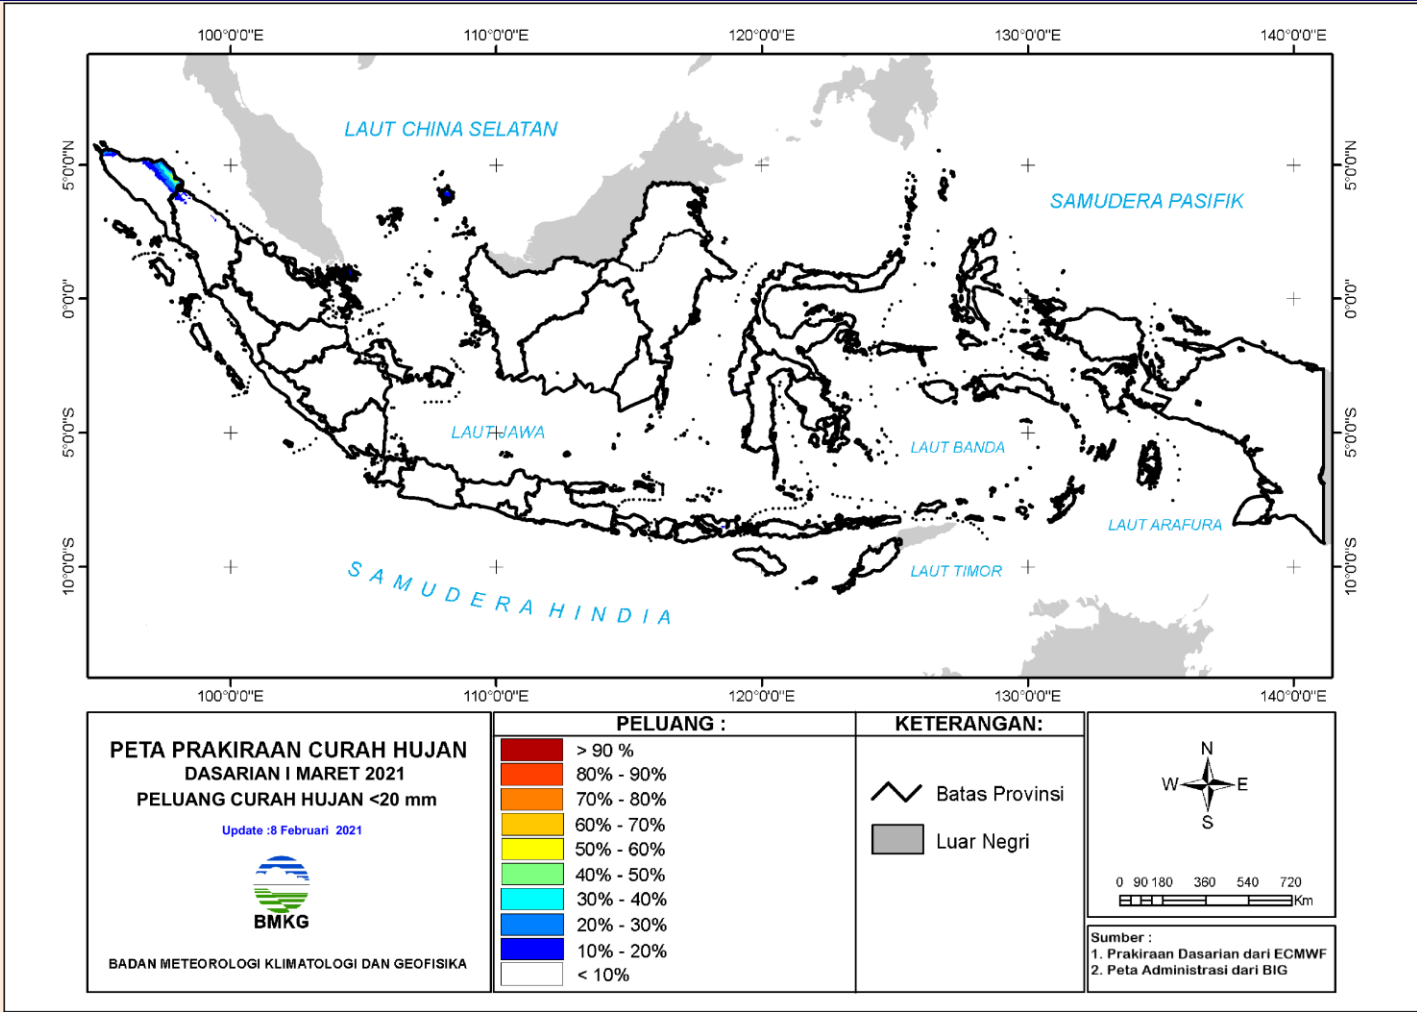 100°0'0"E 110°0'0"E 120°0'0"E 130°0'0"E 140°0'0"E
LAUT CHINA SELATAN
5°0'0"N 5°0'0"N
SAMUDERA PASIFIK
0°0'0" 0°0'0"
LAUT JAWA
5°0'0"S 5°0'0"S
LAUT BANDA
LAUT ARAFURA
10°0'0"S 10°0'0"S
LAUT TIMOR
SAMUDERA HINDIA
100°0'0"E 110°0'0"E 120°0'0"E 130°0'0"E 140°0'0"E
PETA PRAKIRAAN CURAH HUJAN
DASARIAN I MARET 2021
PELUANG CURAH HUJAN <20 mm
Update :8 Februari 2021
BMKG
BADAN METEOROLOGI KLIMATOLOGI DAN GEOFISIKA
PELUANG :
> 90 %
80% - 90%
70% - 80%
60% - 70%
50% - 60%
40% - 50%
30% - 40%
20% - 30%
10% - 20%
< 10%
KETERANGAN:
Batas Provinsi
Luar Negri
N
W E
S
0 90 180 360 540 720
Km
Sumber :
1. Prakiraan Dasarian dari ECMWF
2. Peta Administrasi dari BIG